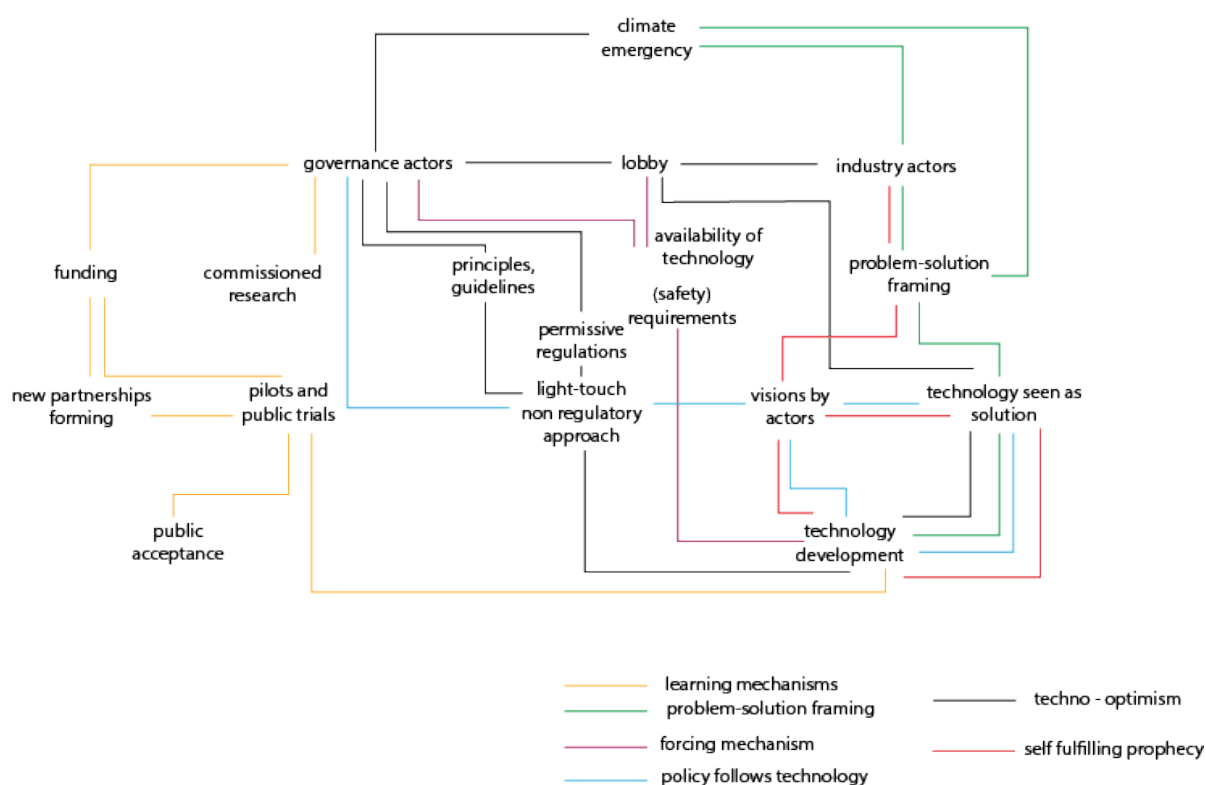 climate
emergency
governance actors
lobby
industry actors
availability of
technology
funding
commissioned
research
principles,
guidelines
problem-solution
framing
(safety)
requirements
permissive
regulations
new partnerships
forming
pilots and
public trials
light-touch
non regulatory
approach
visions by
actors
technology seen as
solution
public
acceptance
technology
development
learning mechanisms
problem-solution framing
forcing mechanism
policy follows technology
techno - optimism
self fulfilling prophecy